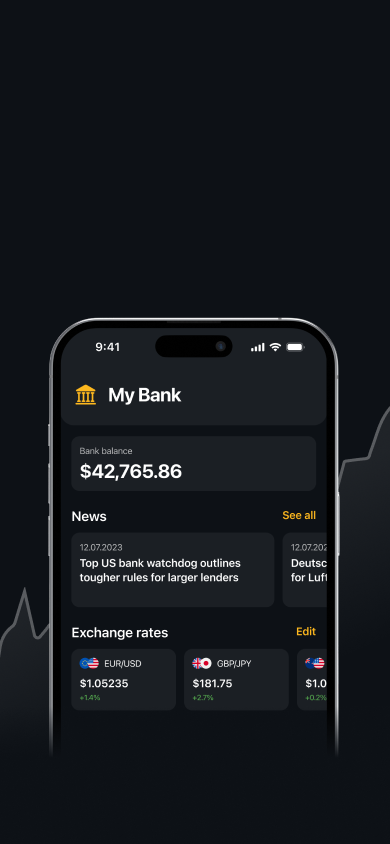 9:41
My Bank
Bank balance
$42,765.86
News
See all
12.07.2023
Top US bank watchdog outlines
tougher rules for larger lenders
12.07.202
Deutsc
for Luft
Exchange rates
Edit
EUR/USD
$1.05235
+1.4%
GBP/JPY
$181.75
+2.7%
$1.0
+0.2%